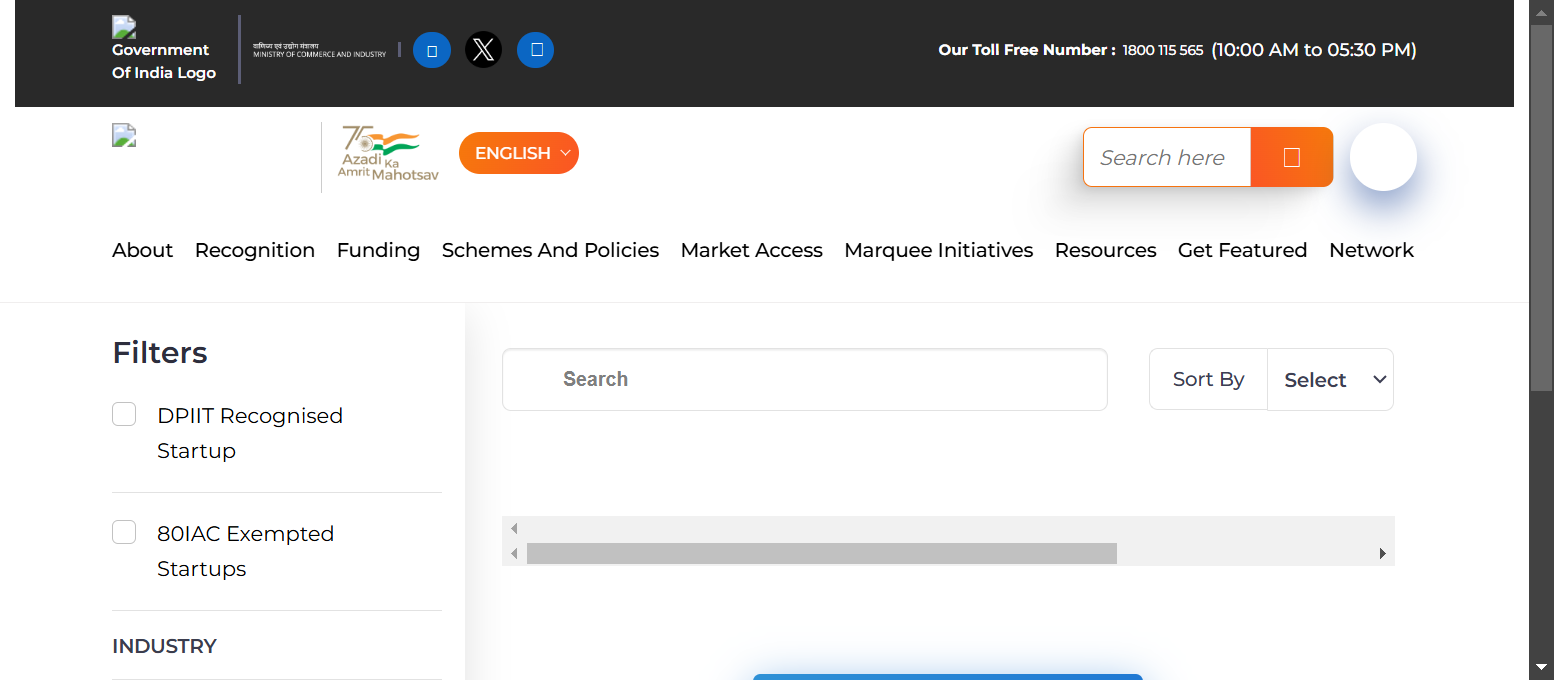 Government
Of India Logo
वाणिज्य एवं उद्योग मंत्रालय
MINISTRY OF COMMERCE AND INDUSTRY
Our Toll Free Number : 1800 115 565 (10:00 AM to 05:30 PM)
75
Azadi Ka
Amrit Mahotsav
ENGLISH
Search here
About Recognition Funding Schemes And Policies Market Access Marquee Initiatives Resources Get Featured Network
Filters
Search
Sort By Select
DPIIT Recognised
Startup
80IAC Exempted
Startups
INDUSTRY